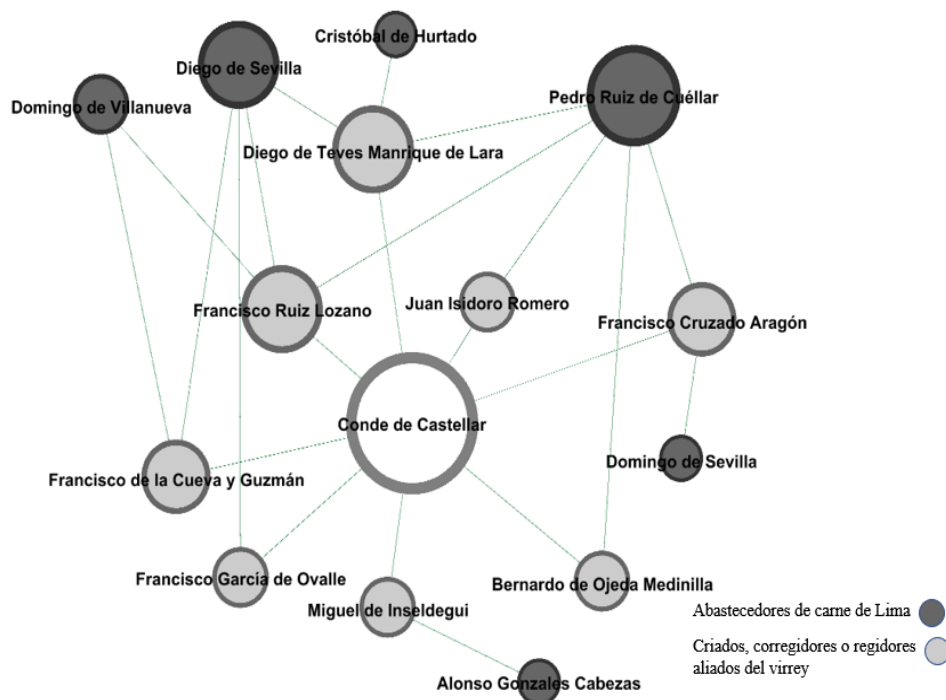 Cristóbal de Hurtado
Diego de Sevilla
Pedro Ruiz de Cuéllar
Domingo de Villanueva
Diego de Teves Manrique de Lara
Juan Isidoro Romero
Francisco Ruiz Lozano
Francisco Cruzado Aragón
Conde de Castellar
Domingo de Sevilla
Francisco de la Cueva y Guzmán
Francisco García de Ovalle
Bernardo de Ojeda Medinilla
Miguel de Inseldegui
Abastecedores de carne de Lima
Criados, corregidores o regidores
aliados del virrey
Alonso Gonzales Cabezas